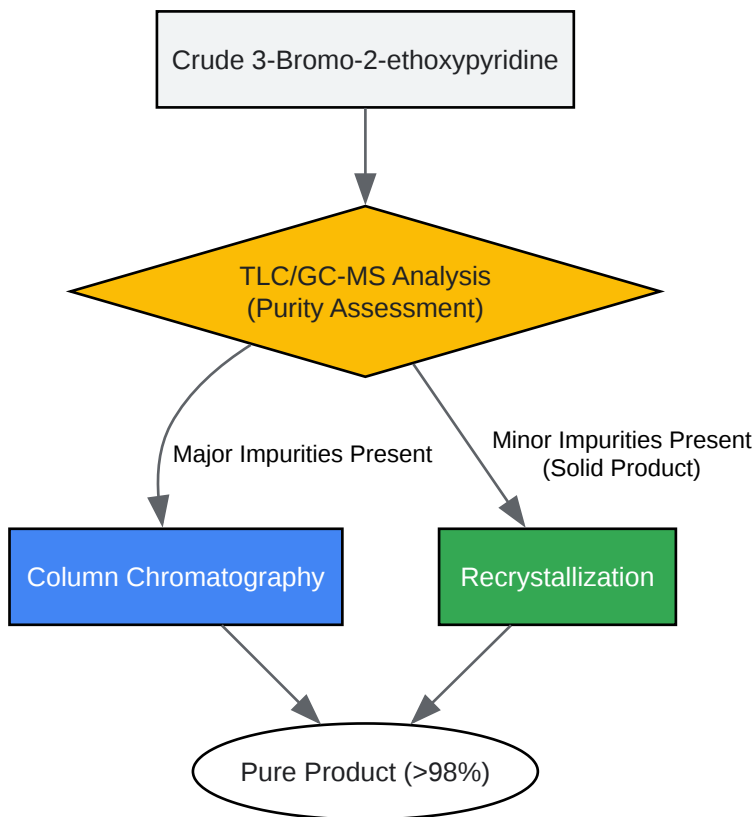 Crude 3-Bromo-2-ethoxypyridine
TLC/GC-MS Analysis
(Purity Assessment)
Major Impurities Present
Minor Impurities Present
(Solid Product)
Column Chromatography
Recrystallization
Pure Product (>98%)